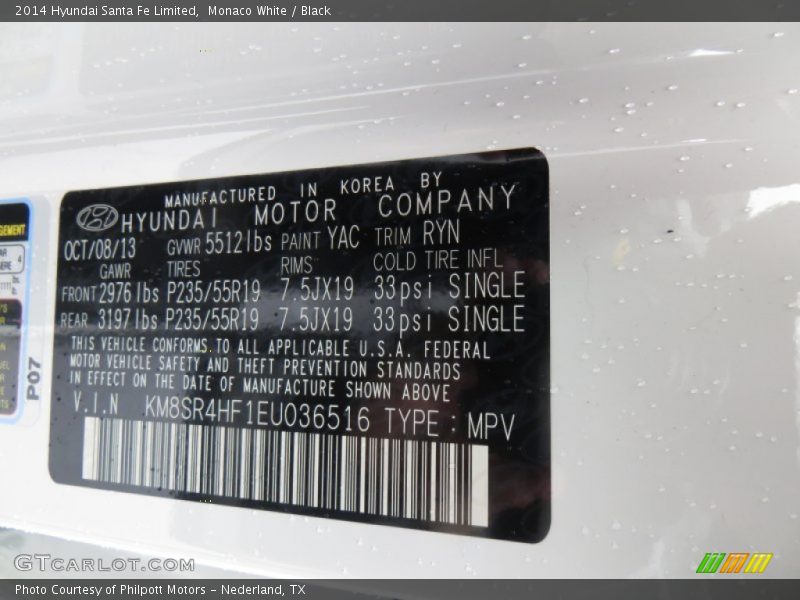 2014 Hyundai Santa Fe Limited,  Monaco White / Black
MANUFACTURED IN KOREA BY
HYUNDAI MOTOR COMPANY
OCT/08/13 GVWR 5512lbs PAINT YAC TRIM RYN
GAWR TIRES RIMS COLD TIRE INFL
FRONT 2976 lbs P235/55R19 7.5JX19 33psi SINGLE
REAR 3197 lbs P235/55R19 7.5JX19 33psi SINGLE
THIS VEHICLE CONFORMS TO ALL APPLICABLE U.S.A. FEDERAL
MOTOR VEHICLE SAFETY AND THEFT PREVENTION STANDARDS
IN EFFECT ON THE DATE OF MANUFACTURE SHOWN ABOVE
V.I.N KM8SR4HF1EU036516 TYPE : MPV
P07
GTCARLOT.COM
Photo Courtesy of Philpott Motors - Nederland, TX